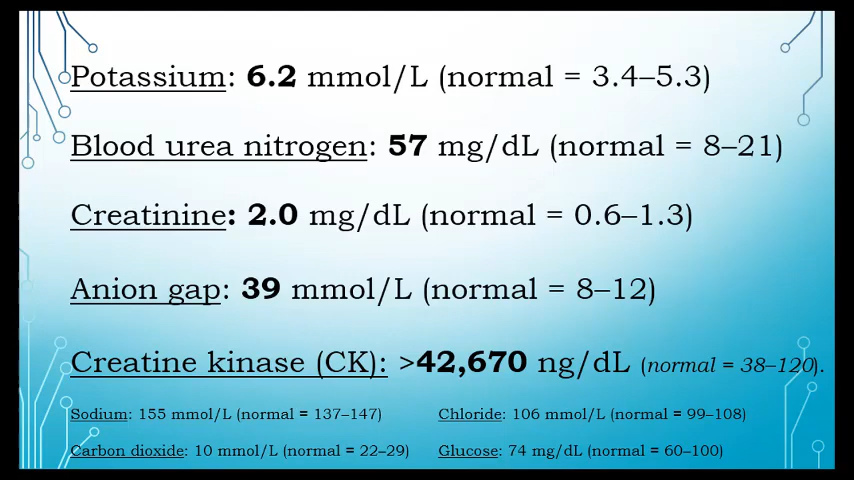 Potassium: 6.2 mmol/L (normal = 3.4–5.3)
Blood urea nitrogen: 57 mg/dL (normal = 8–21)
Creatinine: 2.0 mg/dL (normal = 0.6–1.3)
Anion gap: 39 mmol/L (normal = 8–12)
Creatine kinase (CK): >42,670 ng/dL (normal = 38–120).
Sodium: 155 mmol/L (normal = 137–147) Chloride: 106 mmol/L (normal = 99–108)
Carbon dioxide: 10 mmol/L (normal = 22–29) Glucose: 74 mg/dL (normal = 60–100)